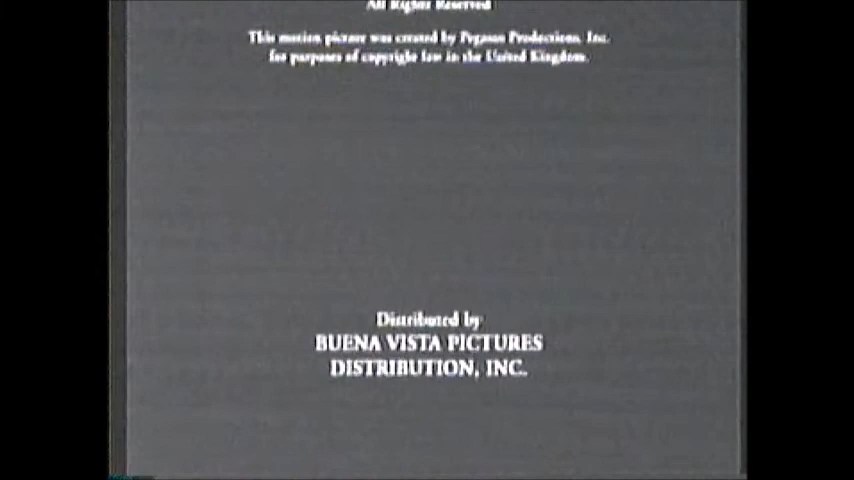 All Rights Reserved
This motion picture was created by Pegasus Productions, Inc.
for purposes of copyright law in the United Kingdom.
Distributed by
BUENA VISTA PICTURES
DISTRIBUTION, INC.